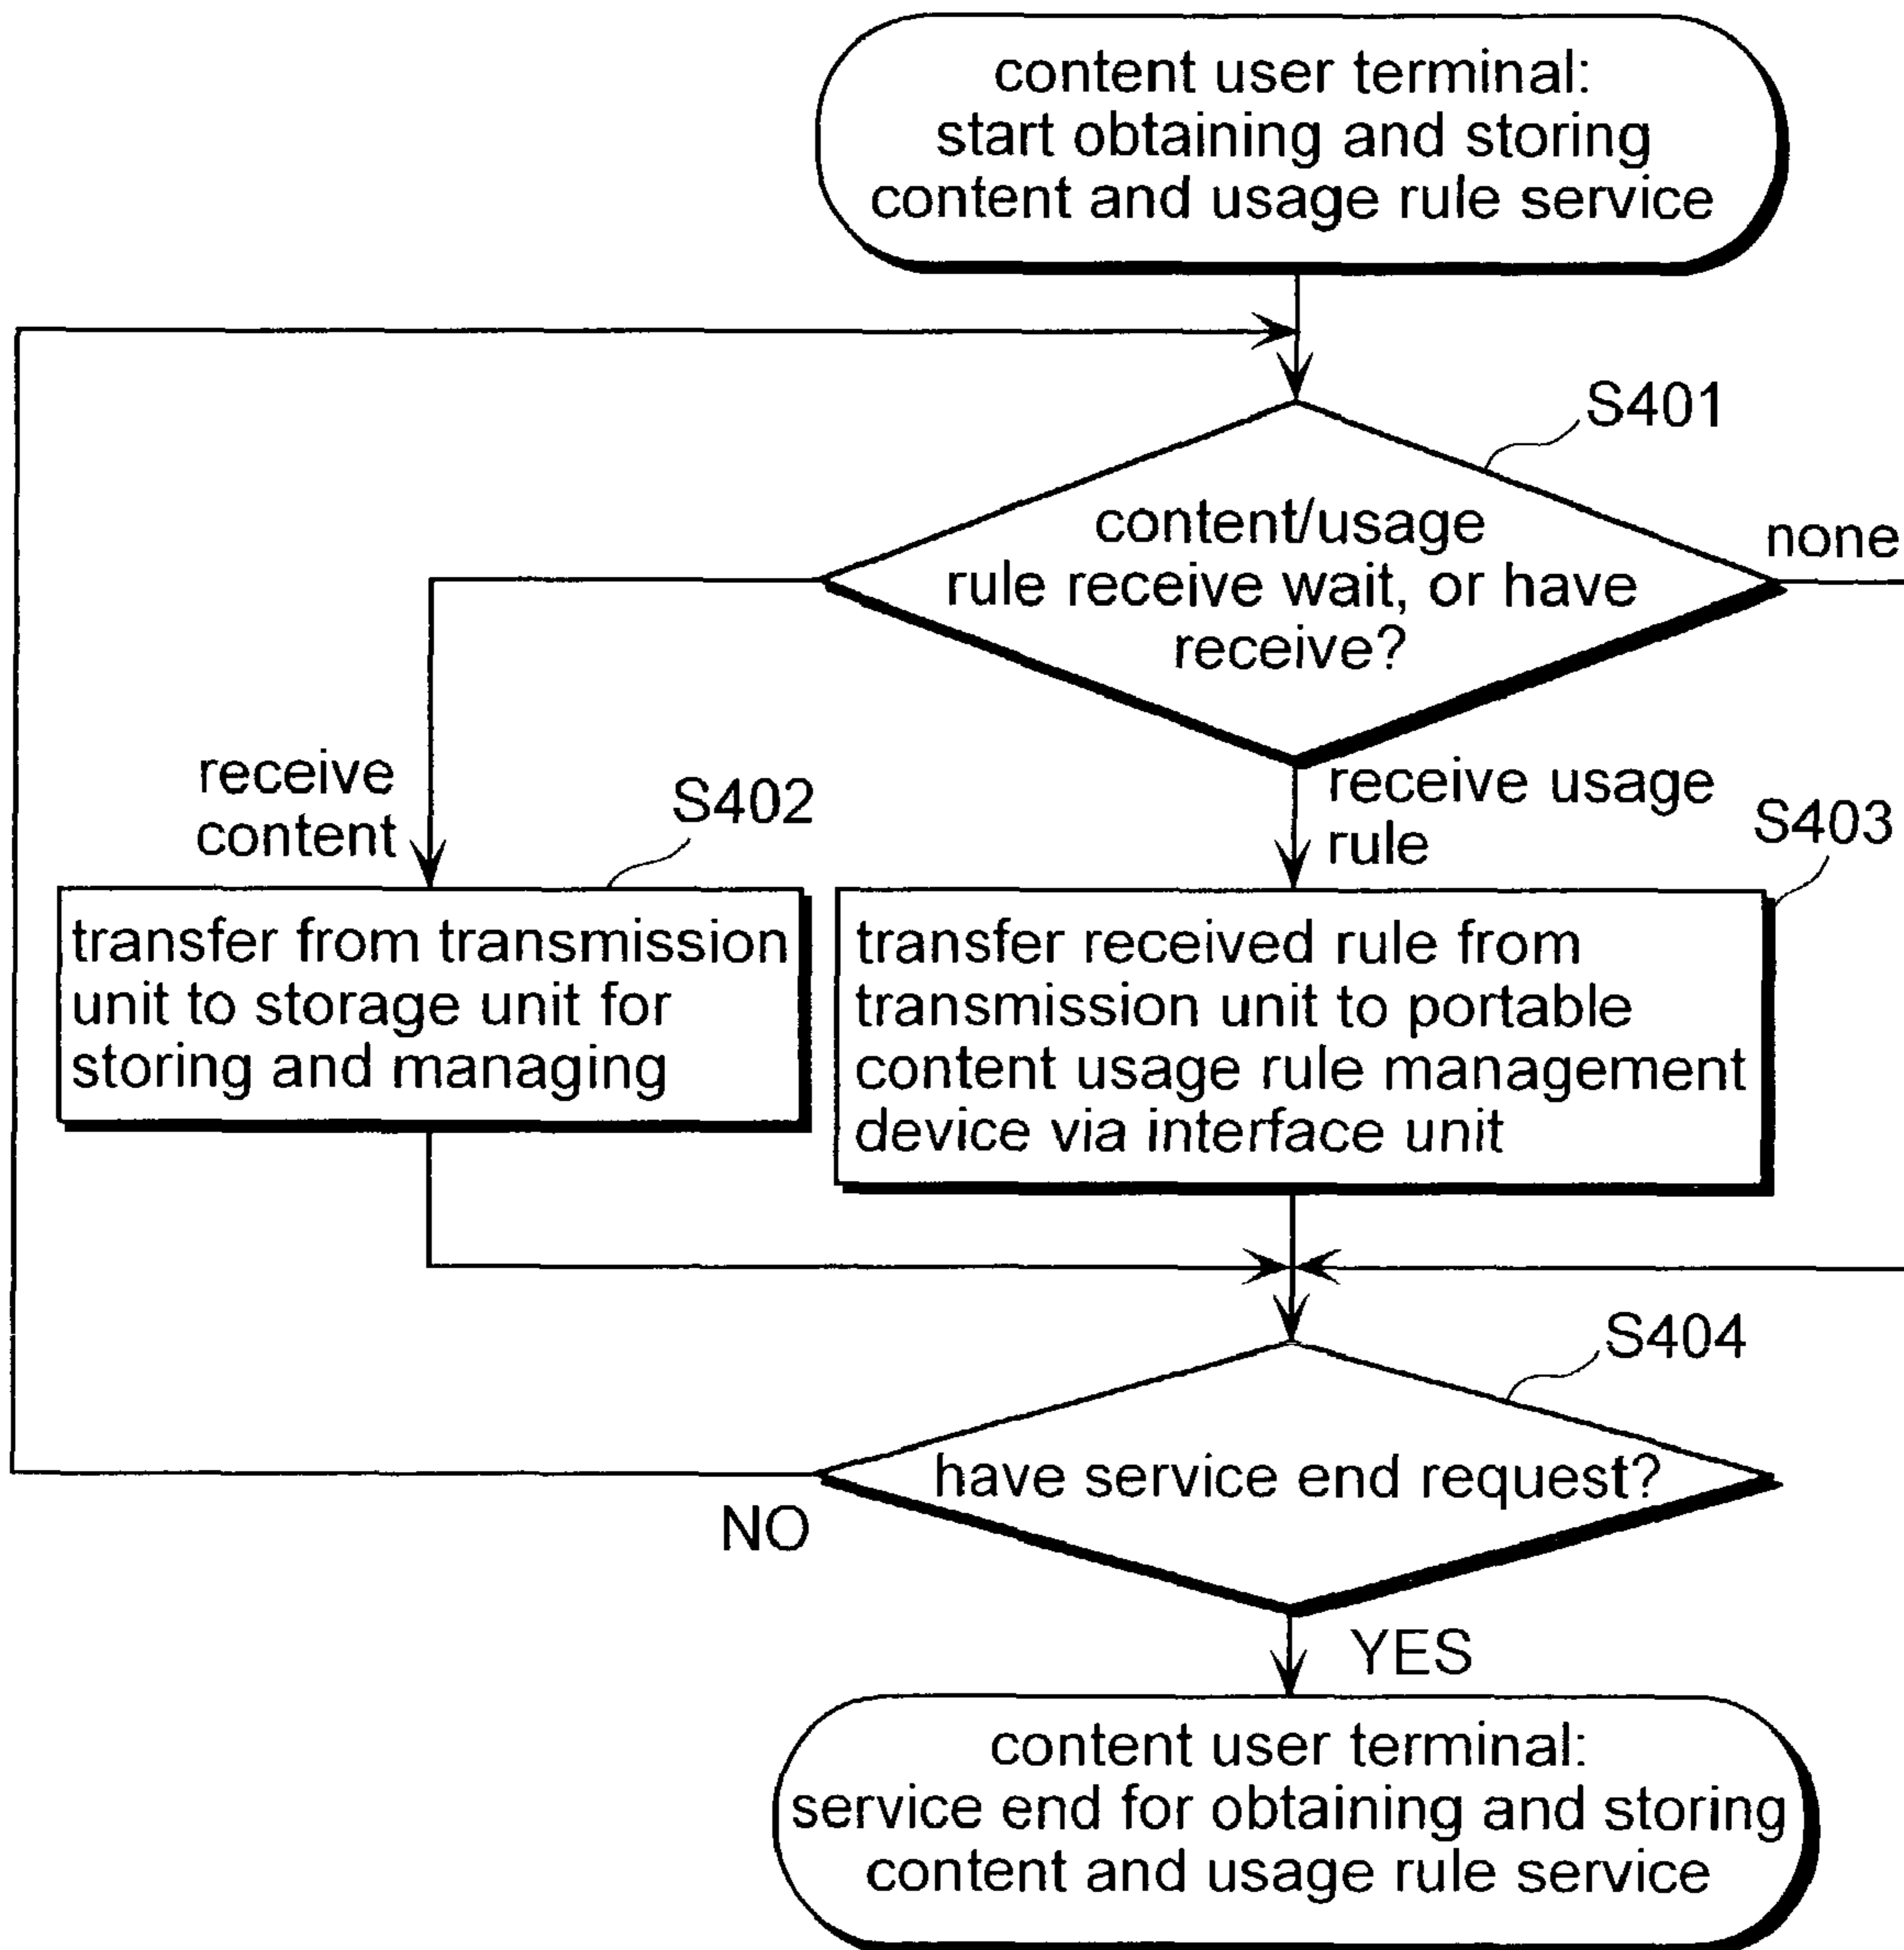 content user terminal:
start obtaining and storing
content and usage rule service
S401
content/usage
rule receive wait, or have
receive?
none
receive
content
S402
receive usage
rule
S403
transfer from transmission
unit to storage unit for
storing and managing
transfer received rule from
transmission unit to portable
content usage rule management
device via interface unit
S404
have service end request?
NO
YES
content user terminal:
service end for obtaining and storing
content and usage rule service